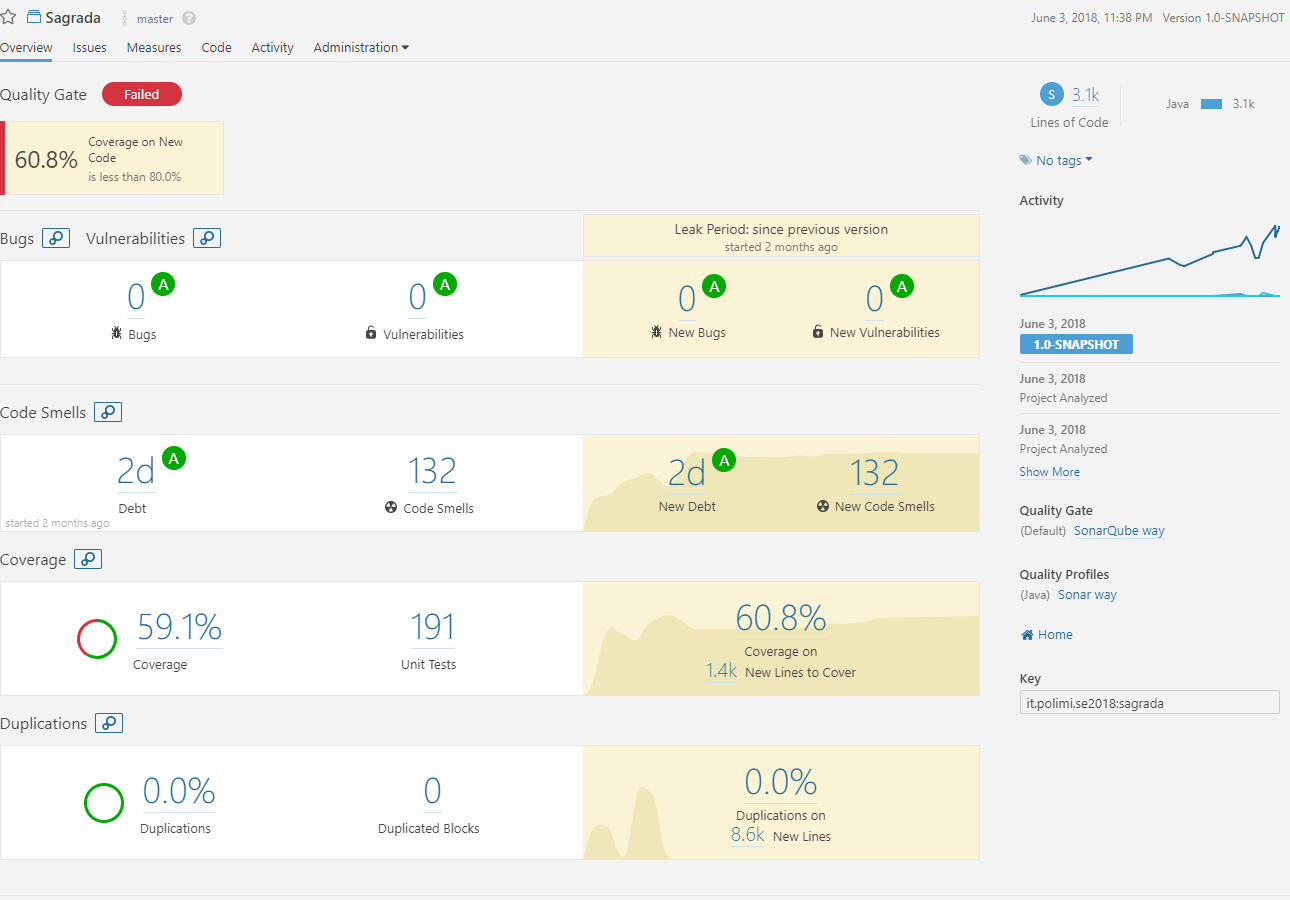 Sagrada master ?
June 3, 2018, 11:38 PM Version 1.0-SNAPSHOT
Overview Issues Measures Code Activity Administration
Quality Gate Failed
60.8% Coverage on New
Code
is less than 80.0%
Bugs Vulnerabilities
Leak Period: since previous version
started 2 months ago
0 A 0 A 0 A 0 A
Bugs Vulnerabilities New Bugs New Vulnerabilities
Code Smells
2d A 132 2d A 132
Debt Code Smells New Debt New Code Smells
started 2 months ago
Coverage
59.1% 191 60.8%
Coverage Unit Tests Coverage on
1.4k New Lines to Cover
Duplications
0.0% 0 0.0%
Duplications Duplicated Blocks Duplications on
8.6k New Lines
S 3.1k Java 3.1k
Lines of Code
No tags
Activity
June 3, 2018
1.0-SNAPSHOT
June 3, 2018
Project Analyzed
June 3, 2018
Project Analyzed
Show More
Quality Gate
(Default) SonarQube way
Quality Profiles
(Java) Sonar way
Home
Key
it.polimi.se2018:sagrada